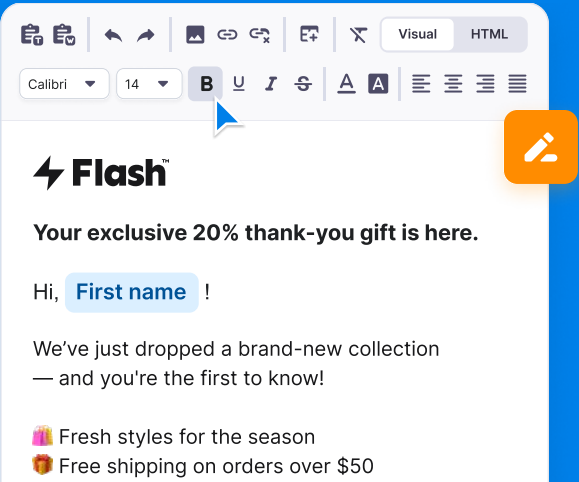 Visual HTML
Calibri 14 B U I S A A
Flash™
Your exclusive 20% thank-you gift is here.
Hi, First name !
We’ve just dropped a brand-new collection
— and you're the first to know!
🛍️ Fresh styles for the season
🎁 Free shipping on orders over $50